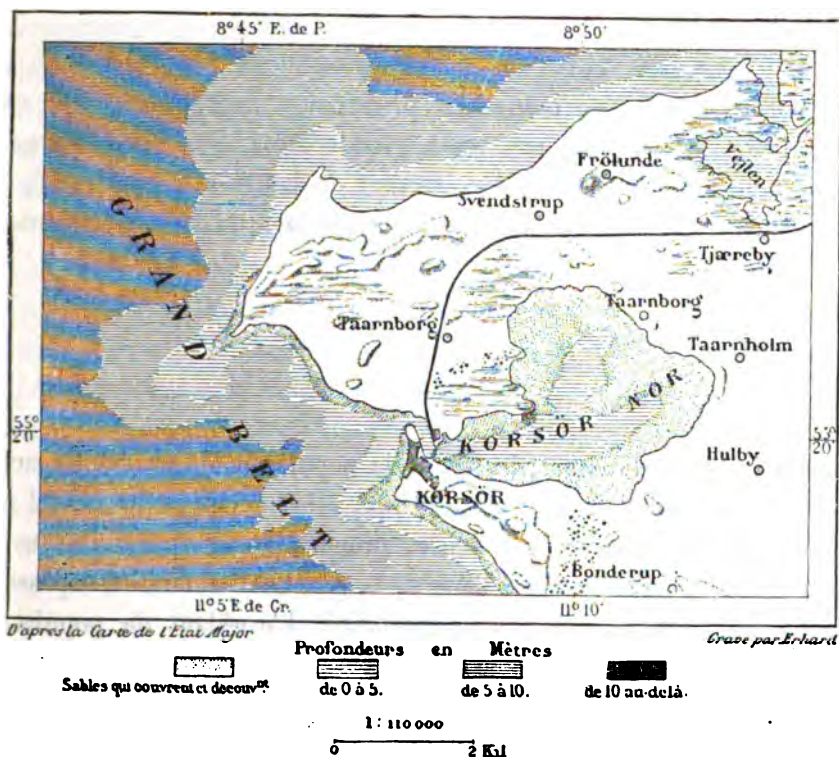 8° 45' E. de P.
8° 50'
Vejlen
Frölunde
Svendstrup
Tjæreby
GRAND BELT
Taarnborg
Taarnborg
Taarnholm
55°
20'
55°
20'
KORSÖR NOR
Hulby
KORSÖR
Bonderup
11° 5' E de Gr.
11° 10'
D'après la Carte de l'Etat Major
Gravé par Erhard
Profondeurs en Mètres
Sables qui couvrent et découvnt
de 0 à 5.
de 5 à 10.
de 10 au-delà.
1 : 110 000
0 2 Kil